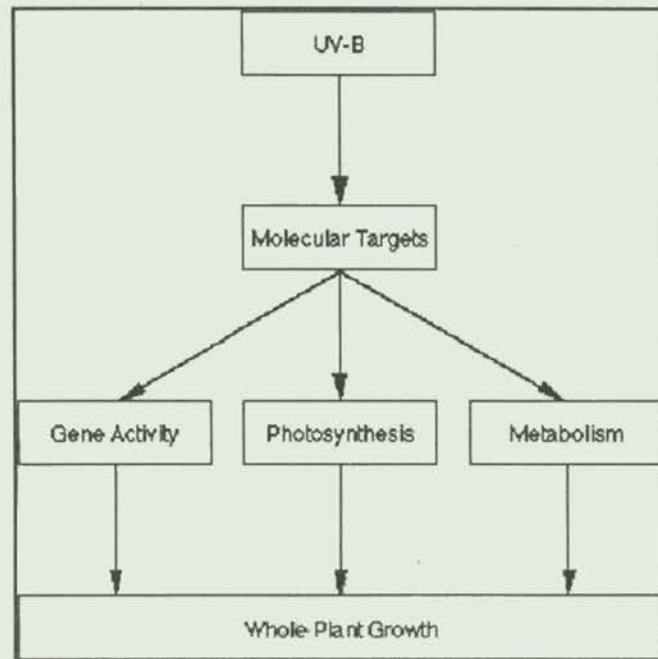 UV-B
Molecular Targets
Gene Activity
Photosynthesis
Metabolism
Whole-Plant Growth